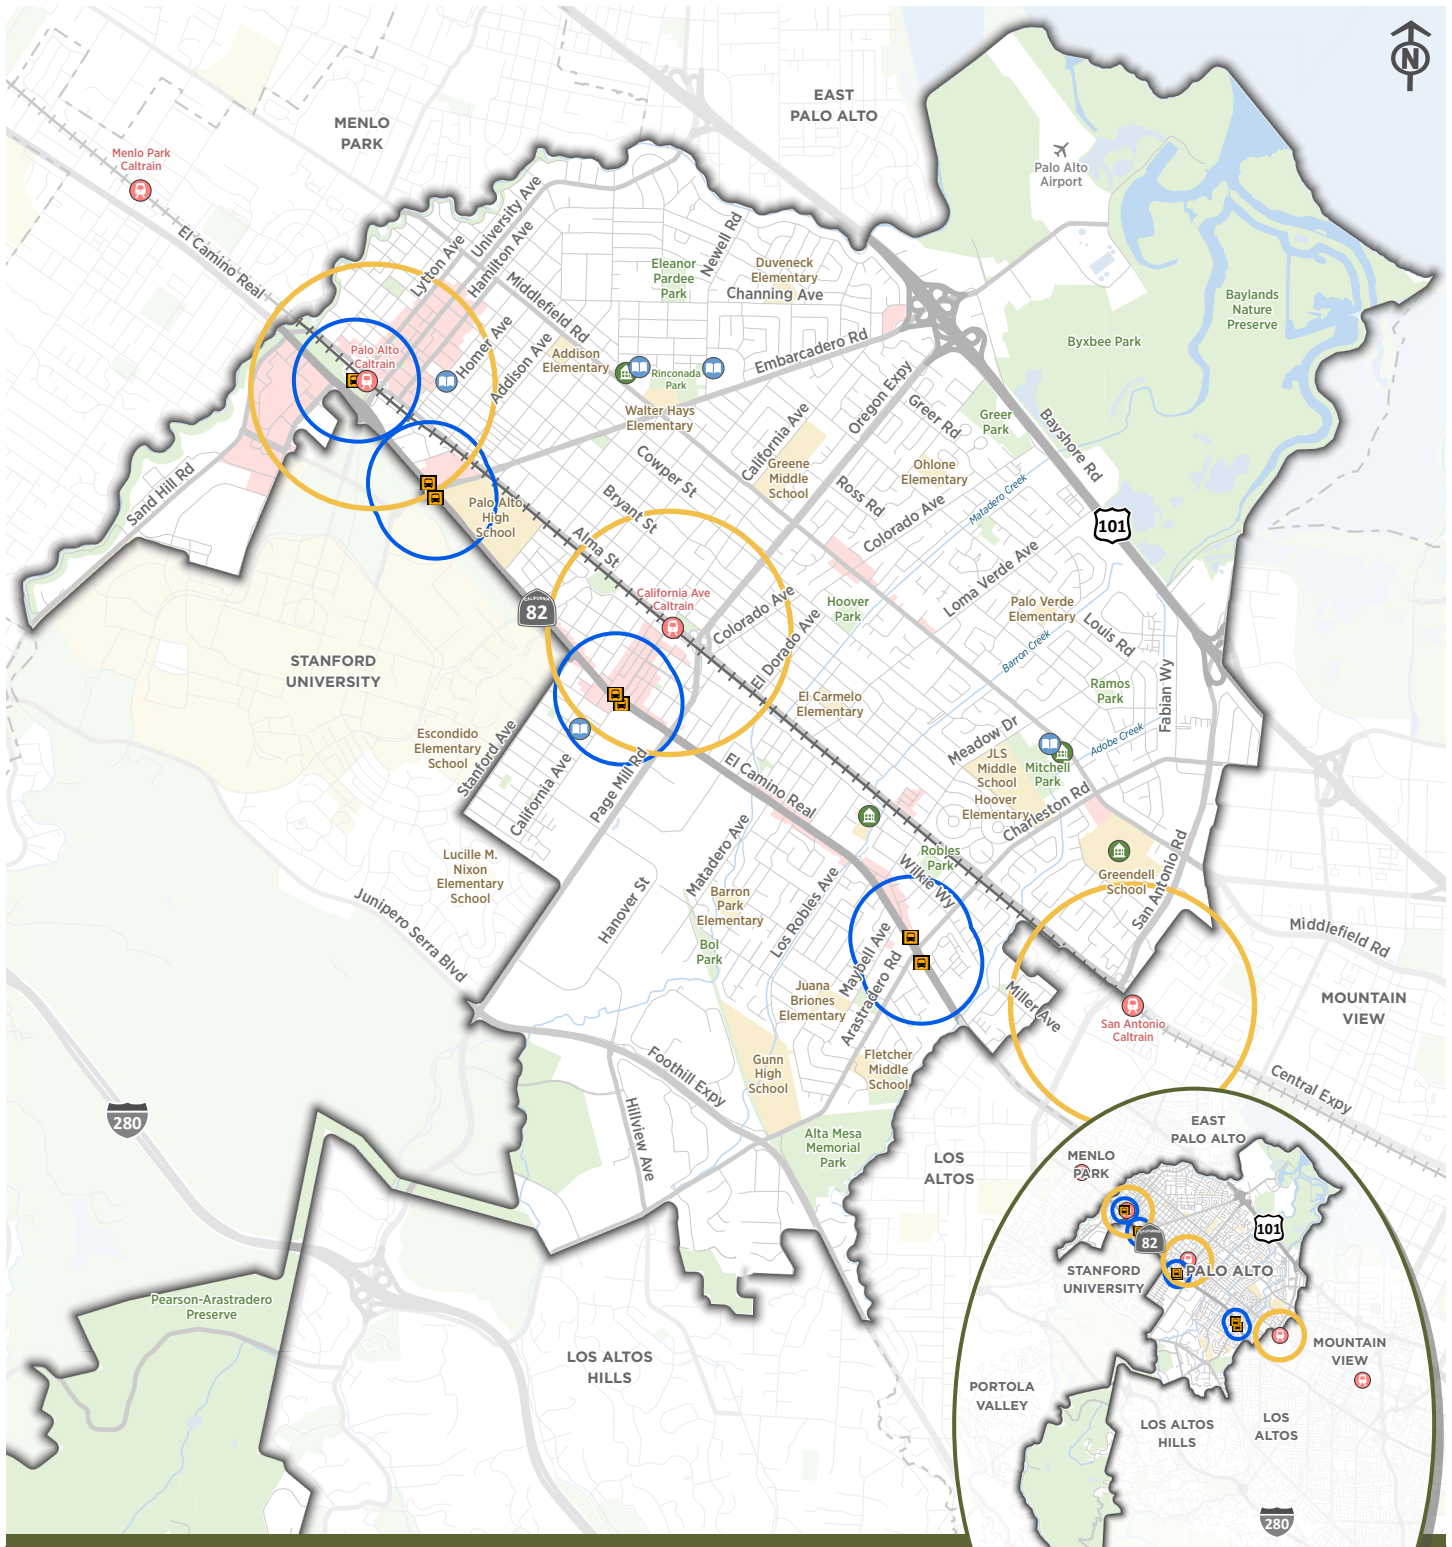 N
EAST
PALO ALTO
MENLO
PARK
Menlo Park
Caltrain
Palo Alto
Airport
El Camino Real
University Ave
Lytton Ave
Hamilton Ave
Newell Rd
Eleanor
Pardee
Park
Duveneck
Elementary
Channing Ave
Middlefield Rd
Baylands
Nature
Preserve
Byxbee Park
Palo Alto
Caltrain
Homer Ave
Addison Ave
Addison
Elementary
Embarcadero Rd
Rinconada
Park
Oregon Expy
Walter Hays
Elementary
Greer Rd
Greer
Park
Bayshore Rd
California Ave
Cowper St
Greene
Middle
School
Ohlone
Elementary
Ross Rd
Matadero Creek
Sand Hill Rd
Palo Alto
High
School
Bryant St
Alma St
Colorado Ave
101
CALIFORNIA
82
California Ave
Caltrain
Colorado Ave
Hoover
Park
Loma Verde Ave
Palo Verde
Elementary
Louis Rd
Barron Creek
STANFORD
UNIVERSITY
El Dorado Ave
El Carmelo
Elementary
Ramos
Park
Fabian Wy
Escondido
Elementary
School
Stanford Ave
California Ave
Page Mill Rd
El Camino Real
Meadow Dr
Adobe Creek
JLS
Middle
School
Mitchell
Park
Hoover
Elementary
Charleston Rd
Lucille M.
Nixon
Elementary
School
Junipero Serra Blvd
Hanover St
Matadero Ave
Barron
Park
Elementary
Los Robles Ave
Robles
Park
Wilkie Wy
Greendell
School
San Antonio Rd
Bol
Park
Maybell Ave
Arastradero Rd
Juana
Briones
Elementary
Middlefield Rd
MOUNTAIN
VIEW
Miller Ave
San Antonio
Caltrain
Central Expy
Foothill Expy
Hillview Ave
Gunn
High
School
Fletcher
Middle
School
280
Alta Mesa
Memorial
Park
LOS
ALTOS
Pearson-Arastradero
Preserve
LOS ALTOS
HILLS
EAST
PALO ALTO
MENLO
PARK
101
82
STANFORD
UNIVERSITY
PALO ALTO
MOUNTAIN
VIEW
PORTOLA
VALLEY
LOS ALTOS
HILLS
LOS
ALTOS
280